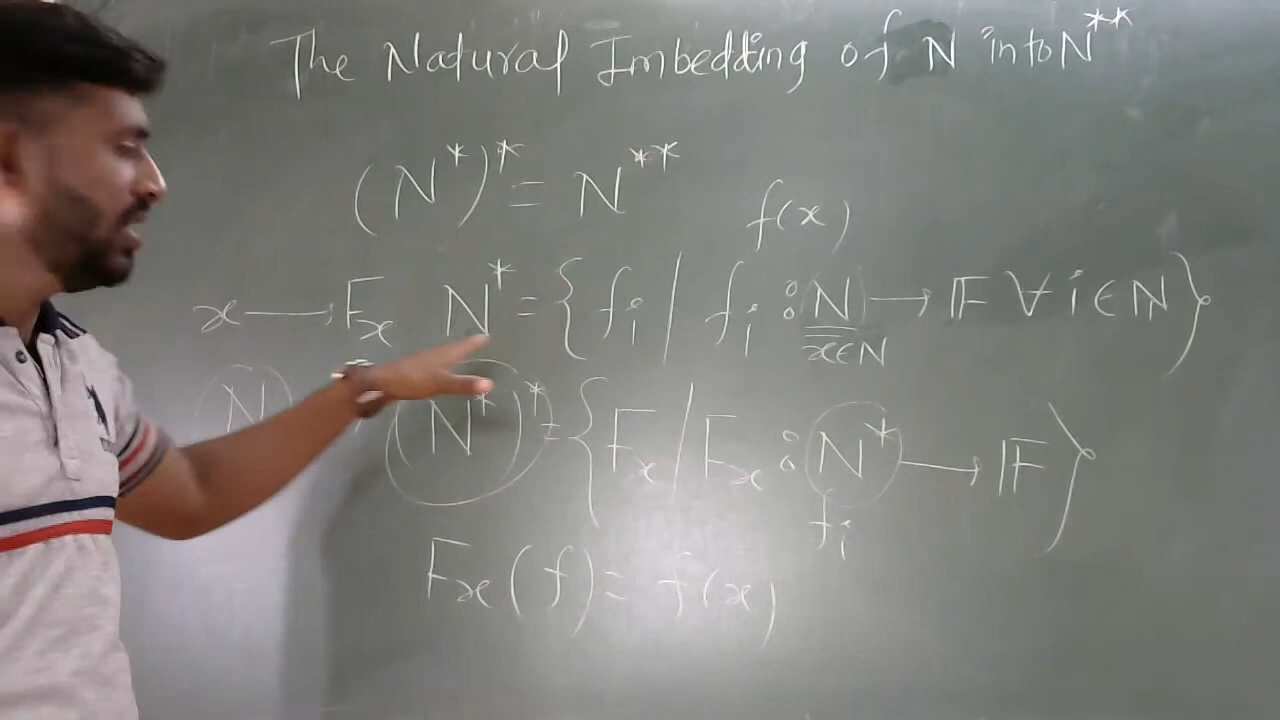 The Natural Imbedding of N into N**
(N*)* = N**
f(x)
x → Fx N* = { fi / fi : N → 𝔽 ∀ i ∈ ℕ }
x∈N
N (N*)* = { Fx / Fx : N* → 𝔽 }
fi
Fx(f) = f(x)